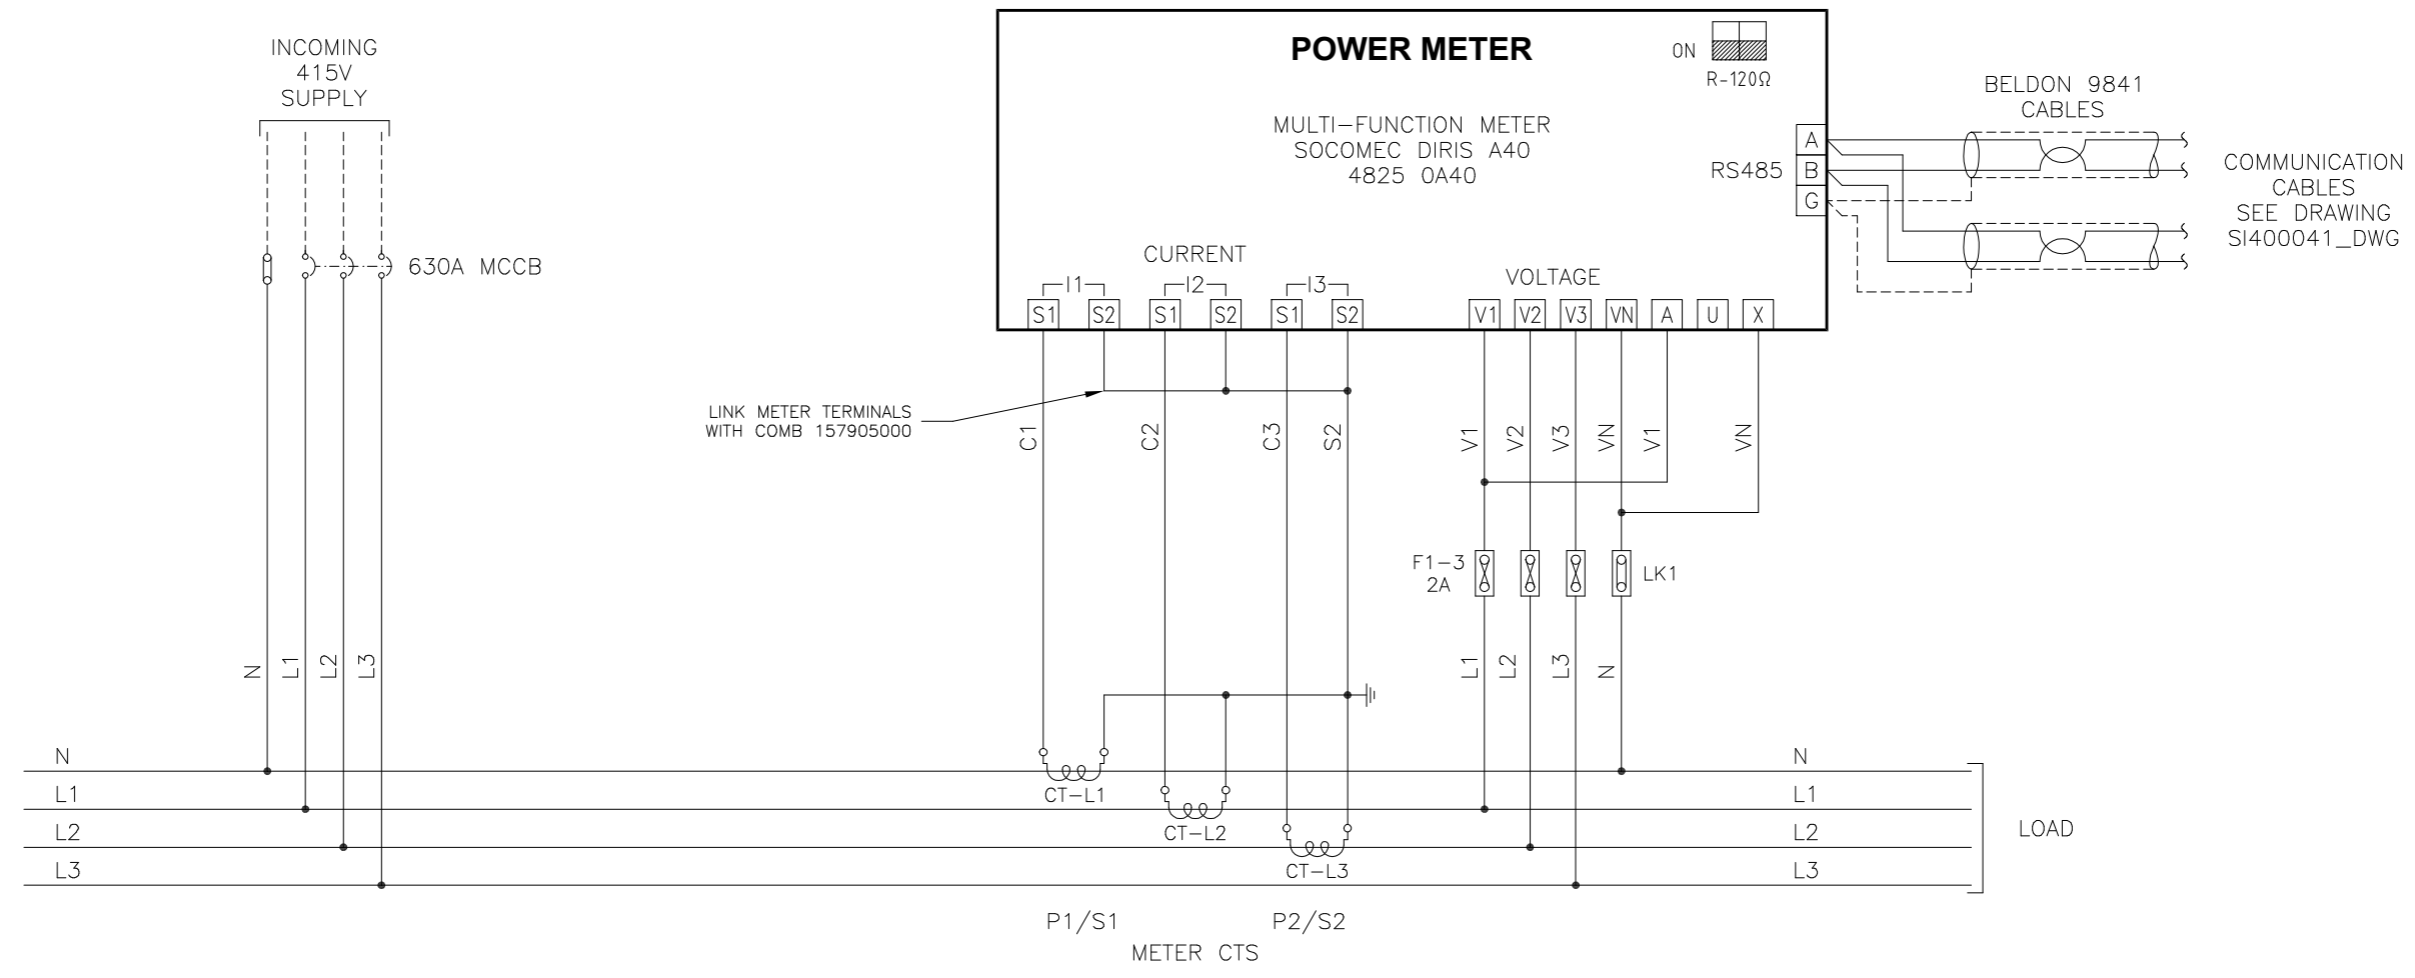 INCOMING
415V
SUPPLY
630A MCCB
POWER METER
ON
R-120Ω
MULTI-FUNCTION METER
SOCOMEC DIRIS A40
4825 0A40
RS485
A
B
G
BELDON 9841
CABLES
COMMUNICATION
CABLES
SEE DRAWING
SI400041_DWG
CURRENT
I1
I2
I3
S1 S2 S1 S2 S1 S2
VOLTAGE
V1 V2 V3 VN A U X
LINK METER TERMINALS
WITH COMB 157905000
C1 C2 C3 S2 V1 V2 V3 VN V1 VN
F1-3
2A
LK1
N L1 L2 L3
L1 L2 L3 N
N
L1
L2
L3
CT-L1
CT-L2
CT-L3
N
L1
L2
L3
LOAD
P1/S1 P2/S2
METER CTS